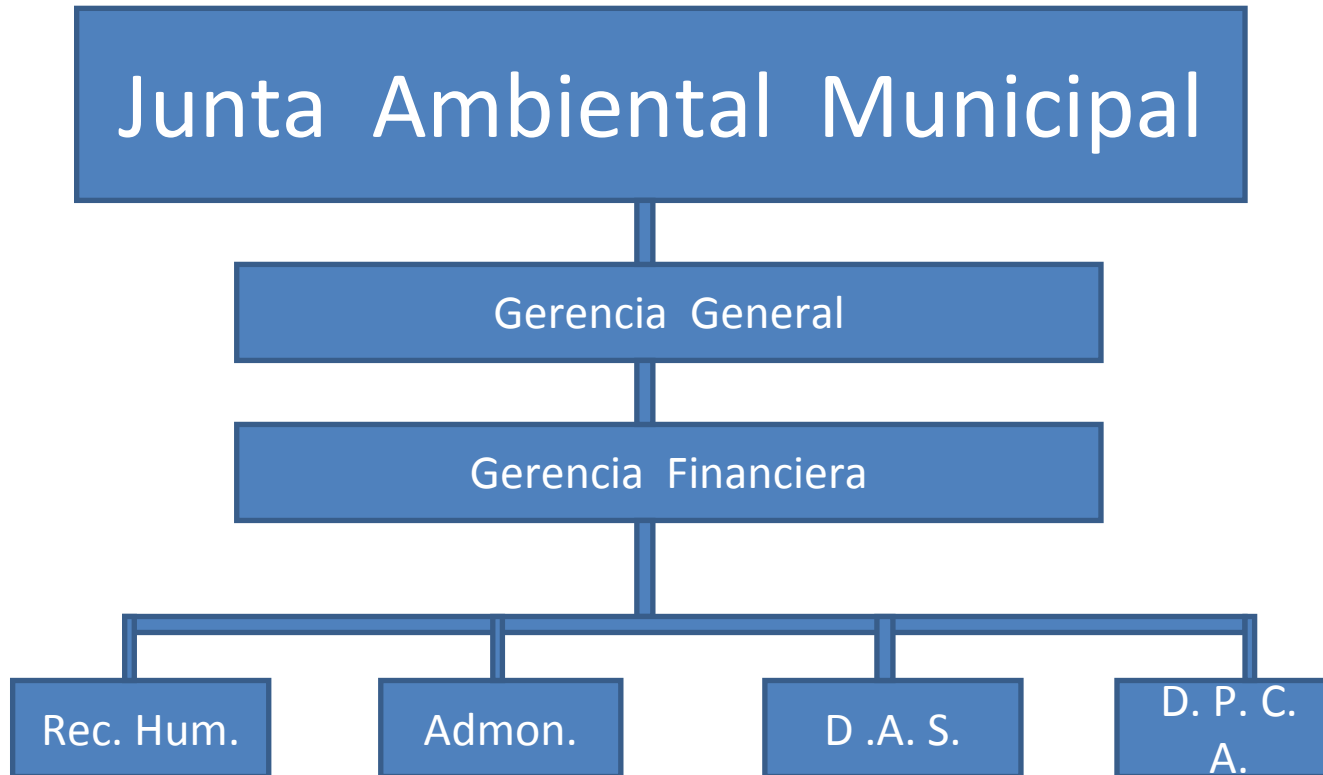 Junta Ambiental Municipal
Gerencia General
Gerencia Financiera
Rec. Hum.
Admon.
D .A. S.
D. P. C.
A.